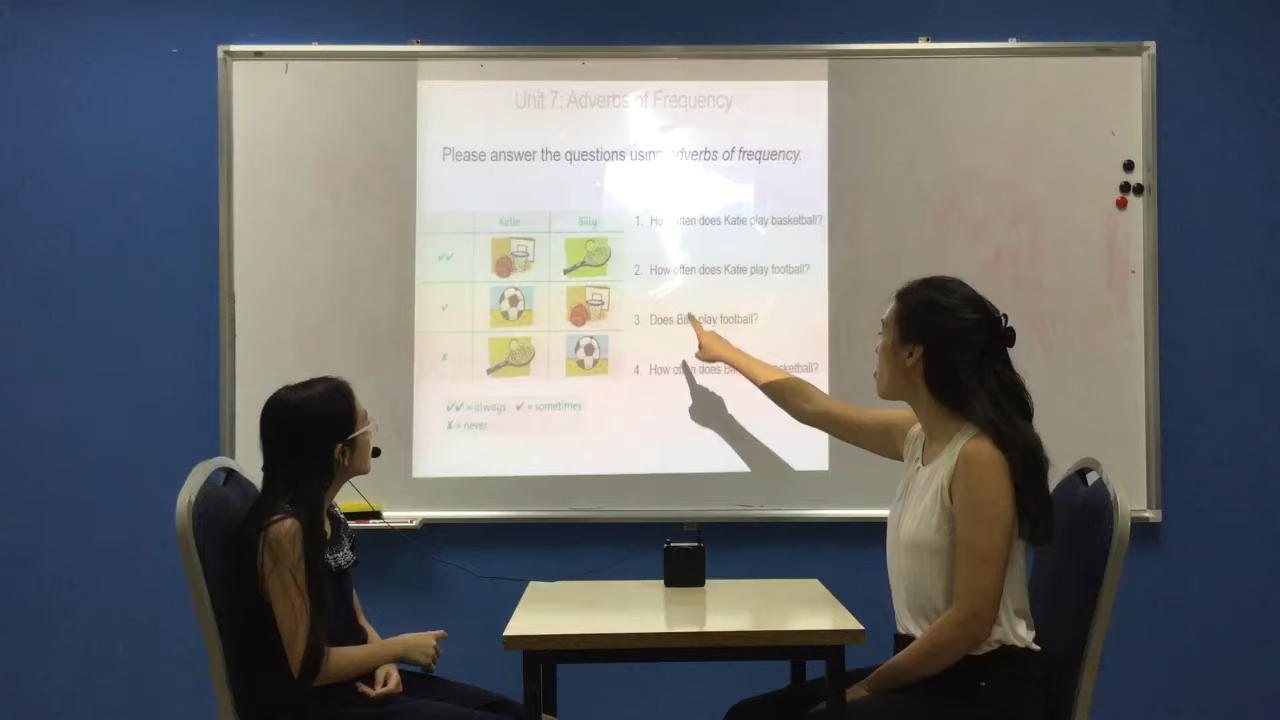 Unit 7: Adverbs of Frequency
Please answer the questions using adverbs of frequency.
Katie Billy
✓✓
✓
✗
1. How often does Katie play basketball?
2. How often does Katie play football?
3 Does Billy play football?
4. How often does basketball?
✓✓ = always ✓ = sometimes
✗ = never